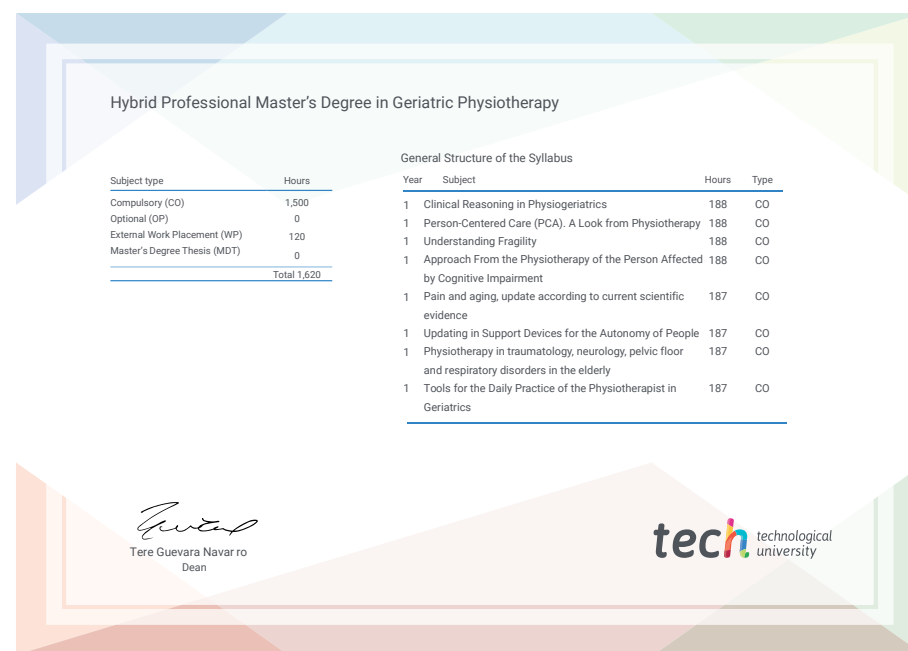 Hybrid Professional Master's Degree in Geriatric Physiotherapy
General Structure of the Syllabus
Subject type Hours
Compulsory (CO) 1,500
Optional (OP) 0
External Work Placement (WP) 120
Master's Degree Thesis (MDT) 0
Total 1,620
Year Subject Hours Type
1 Clinical Reasoning in Physiogeriatrics 188 CO
1 Person-Centered Care (PCA). A Look from Physiotherapy 188 CO
1 Understanding Fragility 188 CO
1 Approach From the Physiotherapy of the Person Affected 188 CO
by Cognitive Impairment
1 Pain and aging, update according to current scientific 187 CO
evidence
1 Updating in Support Devices for the Autonomy of People 187 CO
1 Physiotherapy in traumatology, neurology, pelvic floor 187 CO
and respiratory disorders in the elderly
1 Tools for the Daily Practice of the Physiotherapist in 187 CO
Geriatrics
Tere Guevara Navarro
Dean
tech technological
university